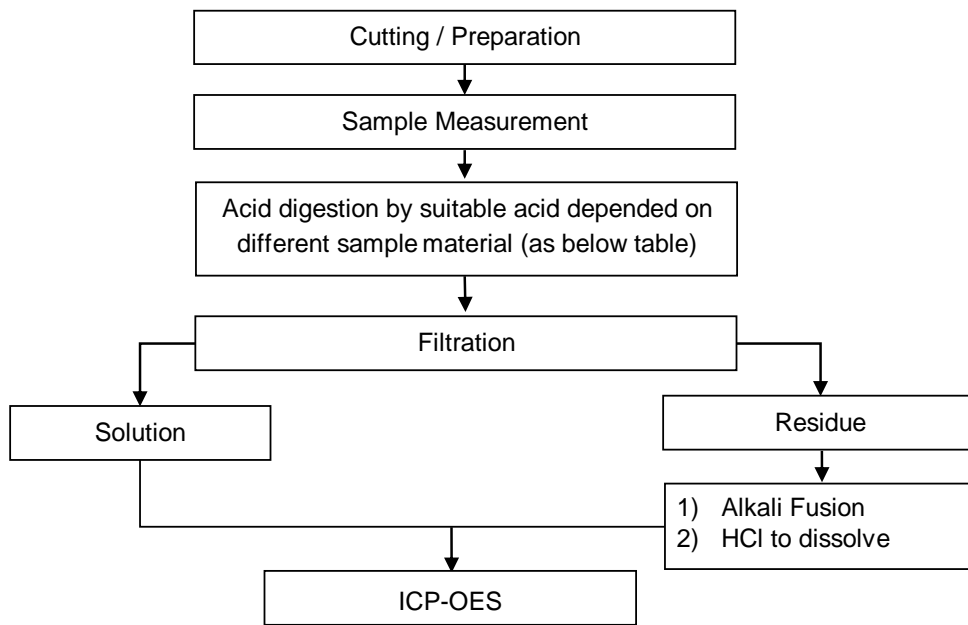 Cutting / Preparation
Sample Measurement
Acid digestion by suitable acid depended on
different sample material (as below table)
Filtration
Solution
Residue
1) Alkali Fusion
2) HCl to dissolve
ICP-OES